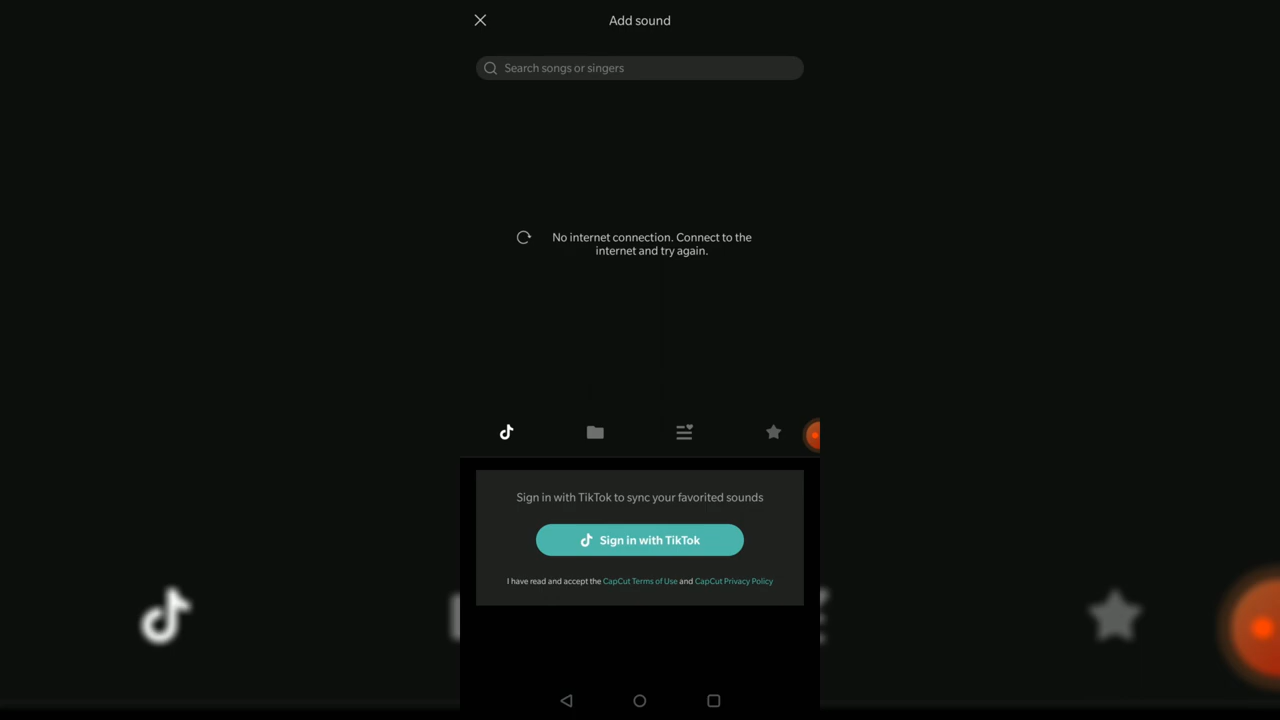 Add sound
Search songs or singers
No internet connection. Connect to the
internet and try again.
Sign in with TikTok to sync your favorited sounds
Sign in with TikTok
I have read and accept the CapCut Terms of Use and CapCut Privacy Policy